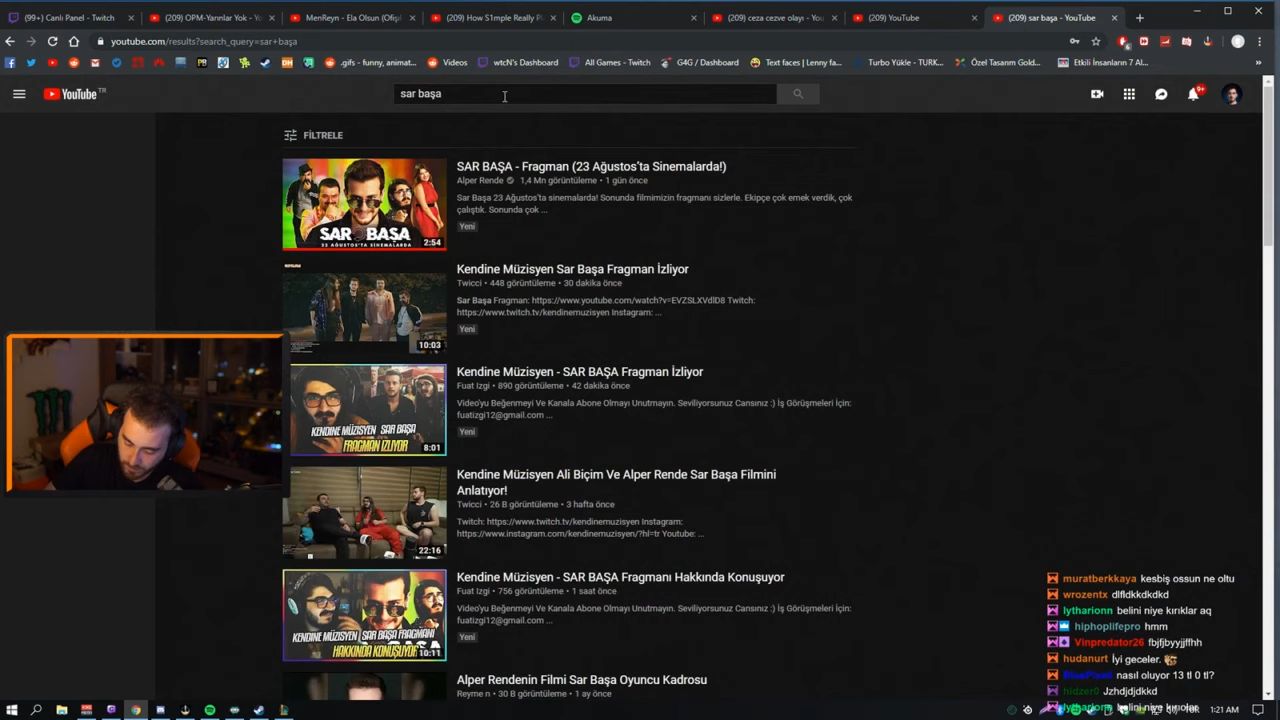 (99+) Canlı Panel - Twitch
(209) OPM-Yarınlar Yok - Yo
MenReyn - Ela Olsun (Ofişi
(209) How S1mple Really Pl
Akuma
(209) ceza cezve olayı - You
(209) YouTube
(209) sar başa - YouTube
youtube.com/results?search_query=sar+başa
.gifs - funny, animat...
Videos
wtcN's Dashboard
All Games - Twitch
G4G / Dashboard
Text faces | Lenny fa...
Turbo Yükle - TURK...
Özel Tasarım Gold...
Etkili İnsanların 7 Al...
YouTube TR
sar başa
9+
FİLTRELE
SAR BAŞA - Fragman (23 Ağustos'ta Sinemalarda!)
Alper Rende 1,4 Mn görüntüleme • 1 gün önce
Sar Başa 23 Ağustos'ta sinemalarda! Sonunda filmimizin fragmanı sizlerle. Ekipçe çok emek verdik, çok
çalıştık. Sonunda çok ...
Yeni
SAR BAŞA
23 AĞUSTOS'TA SİNEMALARDA
2:54
Kendine Müzisyen Sar Başa Fragman İzliyor
Twicci • 448 görüntüleme • 30 dakika önce
Sar Başa Fragman: https://www.youtube.com/watch?v=EVZSLXVdlD8 Twitch:
https://www.twitch.tv/kendinemuzisyen Instagram: ...
Yeni
10:03
Kendine Müzisyen - SAR BAŞA Fragman İzliyor
Fuat Izgi • 890 görüntüleme • 42 dakika önce
Video'yu Beğenmeyi Ve Kanala Abone Olmayı Unutmayın. Seviliyorsunuz Cansınız :) İş Görüşmeleri İçin:
fuatizgi12@gmail.com ...
Yeni
KENDINE MÜZISYEN SAR BAŞA
FRAGMAN IZLIYOR
8:01
Kendine Müzisyen Ali Biçim Ve Alper Rende Sar Başa Filmini
Anlatıyor!
Twicci • 26 B görüntüleme • 3 hafta önce
Twitch: https://www.twitch.tv/kendinemuzisyen Instagram:
https://www.instagram.com/kendinemuzisyen/?hl=tr Youtube: ...
22:16
Kendine Müzisyen - SAR BAŞA Fragmanı Hakkında Konuşuyor
Fuat Izgi • 756 görüntüleme • 1 saat önce
Video'yu Beğenmeyi Ve Kanala Abone Olmayı Unutmayın. Seviliyorsunuz Cansınız :) İş Görüşmeleri İçin:
fuatizgi12@gmail.com ...
Yeni
KENDINE MÜZISYEN SAR BAŞA FRAGMANI
HAKKINDA KONUŞUYOR
10:11
Alper Rendenin Filmi Sar Başa Oyuncu Kadrosu
Reyme n • 30 B görüntüleme • 1 ay önce
muratberkkaya kesbiş ossun ne oltu
wrozentx dlfldkkdkdkd
lytharionn belini niye kırıklar aq
hiphoplifepro hmm
Vinpredator26 fbjfjbyyjjffhh
hudanurt İyi geceler.
nasıl oluyor 13 tl 0 tl?
hldzer0 Jzhdjdjdkkd
lytharionn belini niye
1:21 AM